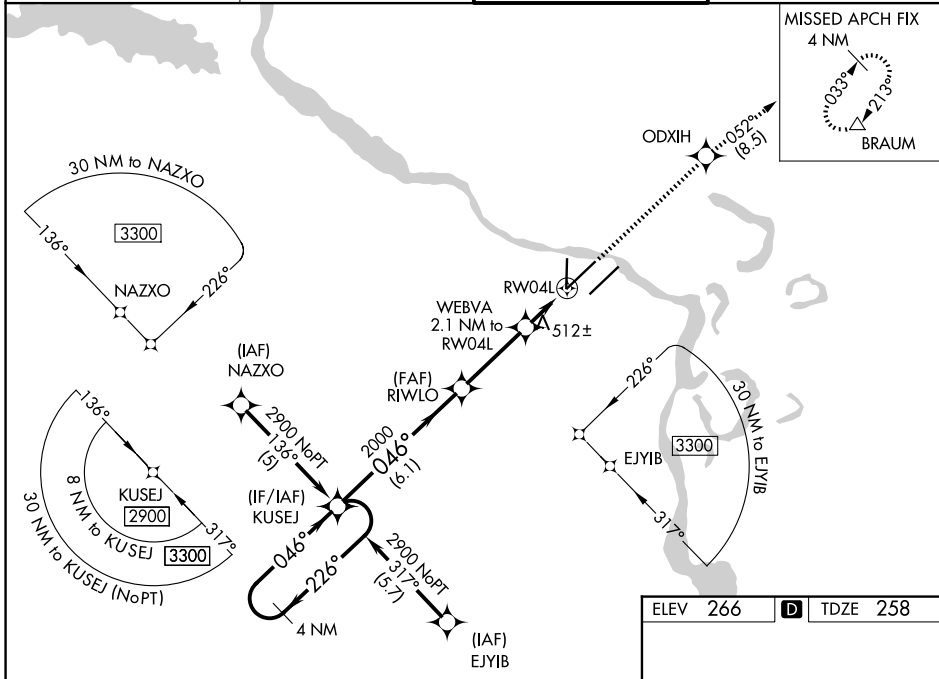 MISSED APCH FIX
4 NM
033°
213°
BRAUM
ODXIH
052°
(8.5)
30 NM to NAZXO
3300
136°
226°
NAZXO
RW04L
WEBVA
2.1 NM to
RW04L
512±
(FAF)
RIWLO
(IAF)
NAZXO
2900 NoPT
136°
(5)
2000
046°
(6.1)
226°
30 NM to EJYIB
3300
EJYIB
317°
136°
KUSEJ
2900
8 NM to KUSEJ
3300
317°
30 NM to KUSEJ (NoPT)
(IF/IAF)
KUSEJ
046°
226°
4 NM
2900 NoPT
317°
(5.7)
(IAF)
EJYIB
ELEV 266 D TDZE 258